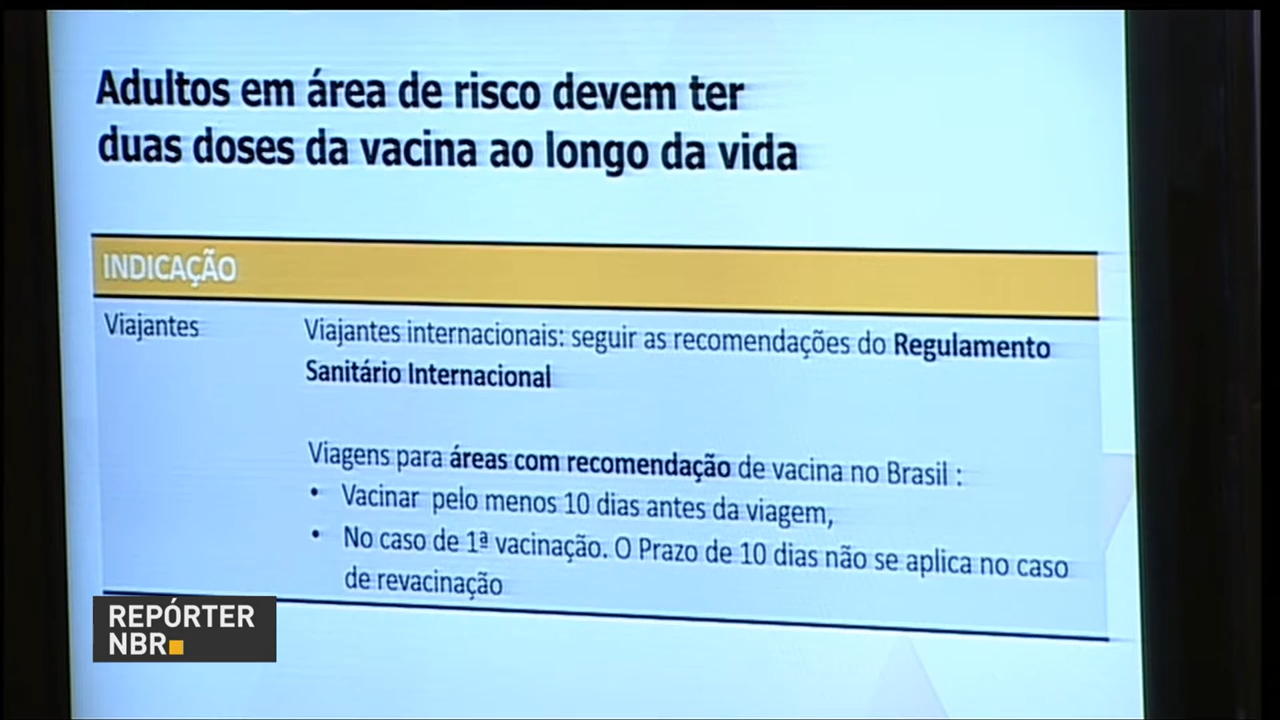 Adultos em área de risco devem ter
duas doses da vacina ao longo da vida
INDICAÇÃO
Viajantes
Viajantes internacionais: seguir as recomendações do Regulamento
Sanitário Internacional
Viagens para áreas com recomendação de vacina no Brasil :
• Vacinar pelo menos 10 dias antes da viagem,
• No caso de 1ª vacinação. O Prazo de 10 dias não se aplica no caso
de revacinação
REPÓRTER
NBR